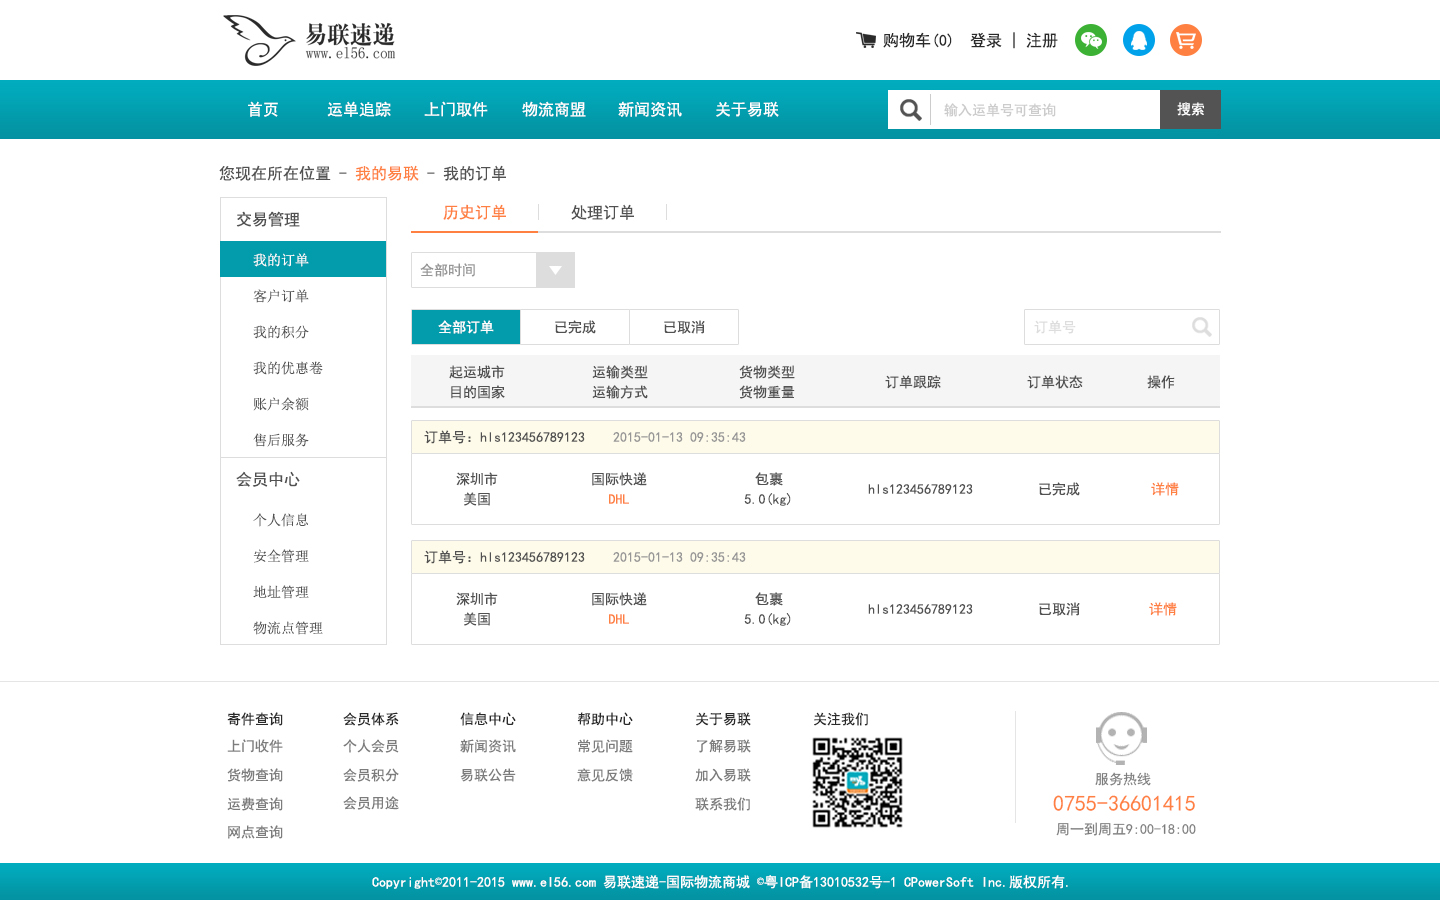 易联速递
www.el56.com
购物车(0) 登录 | 注册
首页 运单追踪 上门取件 物流商盟 新闻资讯 关于易联
输入运单号可查询 搜索
您现在所在位置 - 我的易联 - 我的订单
交易管理
我的订单
客户订单
我的积分
我的优惠卷
账户余额
售后服务
会员中心
个人信息
安全管理
地址管理
物流点管理
历史订单 处理订单
全部时间
全部订单 已完成 已取消
订单号
起运城市 运输类型 货物类型
目的国家 运输方式 货物重量
订单跟踪 订单状态 操作
订单号：hls123456789123 2015-01-13 09:35:43
深圳市 国际快递 包裹
美国 DHL 5.0(kg)
hls123456789123 已完成 详情
订单号：hls123456789123 2015-01-13 09:35:43
深圳市 国际快递 包裹
美国 DHL 5.0(kg)
hls123456789123 已取消 详情
寄件查询
上门收件
货物查询
运费查询
网点查询
会员体系
个人会员
会员积分
会员用途
信息中心
新闻资讯
易联公告
帮助中心
常见问题
意见反馈
关于易联
了解易联
加入易联
联系我们
关注我们
服务热线
0755-36601415
周一到周五9:00-18:00
Copyright©2011-2015 www.el56.com 易联速递-国际物流商城 ©粤ICP备13010532号-1 CPowerSoft Inc.版权所有.